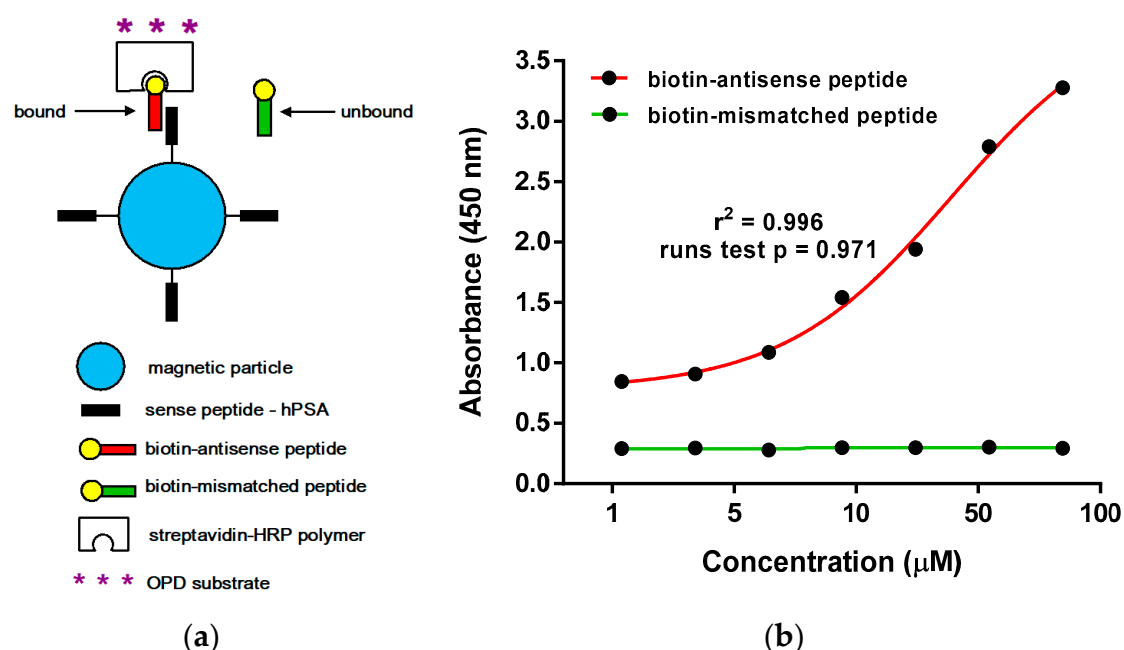 * * *
bound
unbound
magnetic particle
sense peptide - hPSA
biotin-antisense peptide
biotin-mismatched peptide
streptavidin-HRP polymer
* * * OPD substrate
(a)
Absorbance (450 nm)
3.5
3.0
2.5
2.0
1.5
1.0
0.5
0.0
biotin-antisense peptide
biotin-mismatched peptide
r² = 0.996
runs test p = 0.971
1 5 10 50 100
Concentration (μM)
(b)